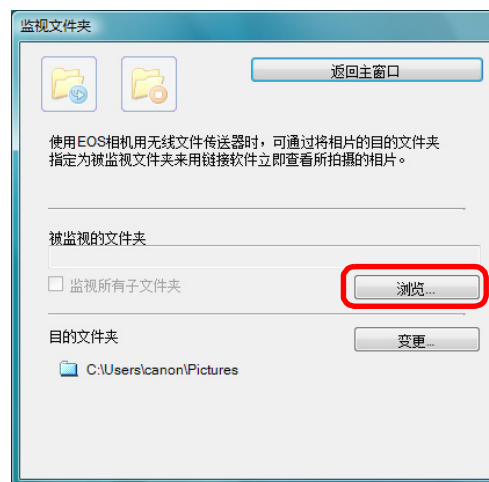 监视文件夹
返回主窗口
使用EOS相机用无线文件传送器时，可通过将相片的目的文件夹
指定为被监视文件夹来用链接软件立即查看所拍摄的相片。
被监视的文件夹
监视所有子文件夹
浏览...
目的文件夹
变更...
C:\Users\canon\Pictures